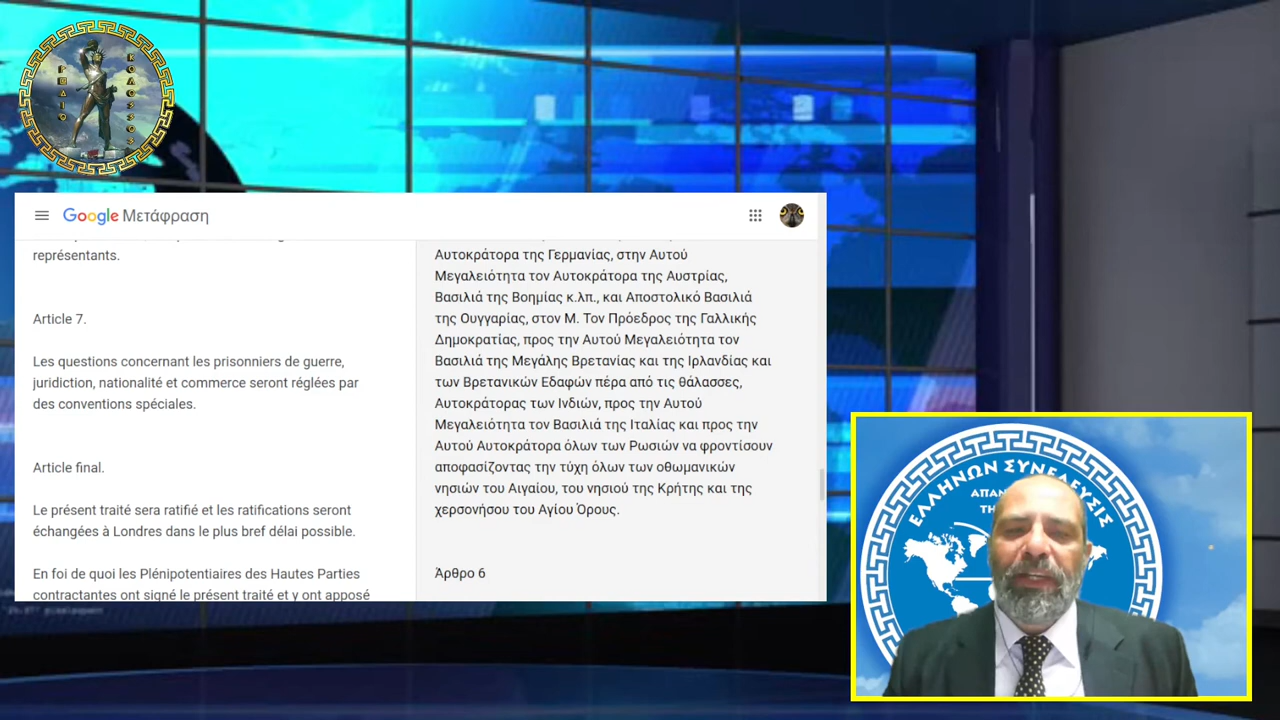 ΡΟΔΙΟ
ΚΟΛΟΣΣΟΣ
Google Μετάφραση
représentants.
Article 7.
Les questions concernant les prisonniers de guerre,
juridiction, nationalité et commerce seront réglées par
des conventions spéciales.
Article final.
Le présent traité sera ratifié et les ratifications seront
échangées à Londres dans le plus bref délai possible.
En foi de quoi les Plénipotentiaires des Hautes Parties
contractantes ont signé le présent traité et y ont apposé
Αυτοκράτορα της Γερμανίας, στην Αυτού
Μεγαλειότητα τον Αυτοκράτορα της Αυστρίας,
Βασιλιά της Βοημίας κ.λπ., και Αποστολικό Βασιλιά
της Ουγγαρίας, στον Μ. Τον Πρόεδρος της Γαλλικής
Δημοκρατίας, προς την Αυτού Μεγαλειότητα τον
Βασιλιά της Μεγάλης Βρετανίας και της Ιρλανδίας και
των Βρετανικών Εδαφών πέρα από τις θάλασσες,
Αυτοκράτορας των Ινδιών, προς την Αυτού
Μεγαλειότητα τον Βασιλιά της Ιταλίας και προς την
Αυτού Αυτοκράτορα όλων των Ρωσιών να φροντίσουν
αποφασίζοντας την τύχη όλων των οθωμανικών
νησιών του Αιγαίου, του νησιού της Κρήτης και της
χερσονήσου του Αγίου Όρους.
Άρθρο 6
ΕΛΛΗΝΩΝ ΣΥΝΕΛΕΥΣΙΣ